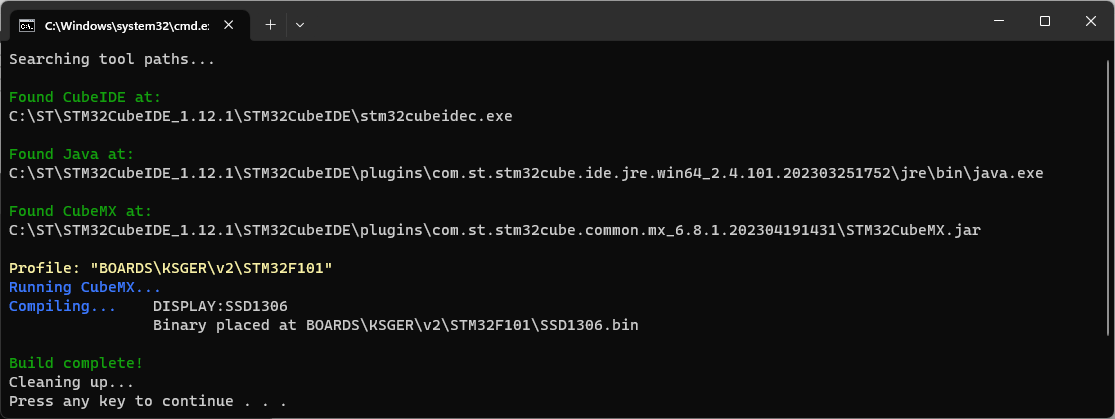 C:\Windows\system32\cmd.e
Searching tool paths...
Found CubeIDE at:
C:\ST\STM32CubeIDE_1.12.1\STM32CubeIDE\stm32cubeidec.exe
Found Java at:
C:\ST\STM32CubeIDE_1.12.1\STM32CubeIDE\plugins\com.st.stm32cube.ide.jre.win64_2.4.101.202303251752\jre\bin\java.exe
Found CubeMX at:
C:\ST\STM32CubeIDE_1.12.1\STM32CubeIDE\plugins\com.st.stm32cube.common.mx_6.8.1.202304191431\STM32CubeMX.jar
Profile: "BOARDS\KSGER\v2\STM32F101"
Running CubeMX...
Compiling... DISPLAY:SSD1306
Binary placed at BOARDS\KSGER\v2\STM32F101\SSD1306.bin
Build complete!
Cleaning up...
Press any key to continue . . .